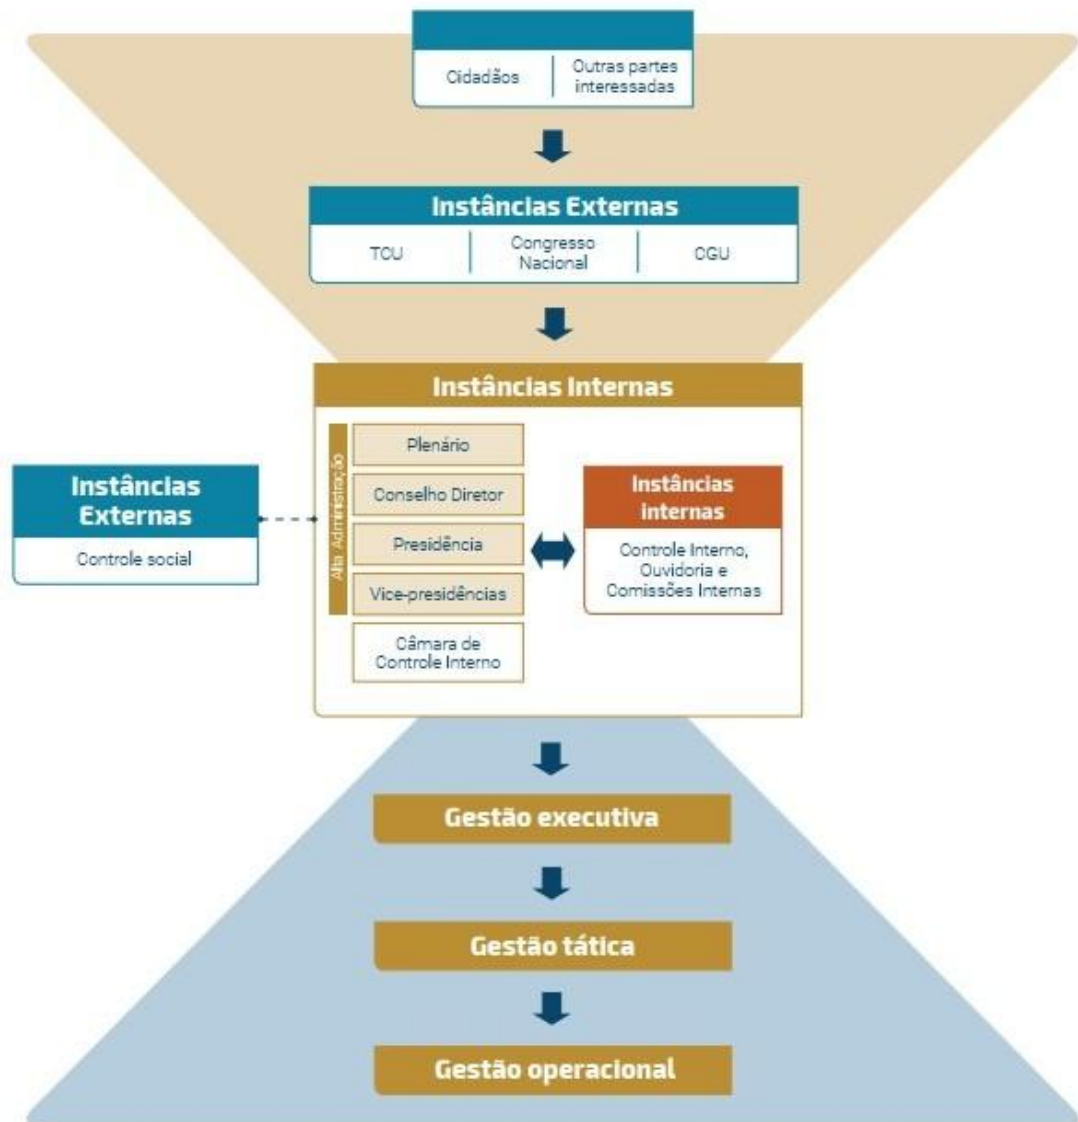 Cidadãos
Outras partes
interessadas
Instâncias Externas
TCU
Congresso
Nacional
CGU
Instâncias Internas
Alta Administração
Plenário
Conselho Diretor
Presidência
Vice-presidências
Câmara de
Controle Interno
Instâncias
internas
Controle Interno,
Ouvidoria e
Comissões Internas
Instâncias
Externas
Controle social
Gestão executiva
Gestão tática
Gestão operacional